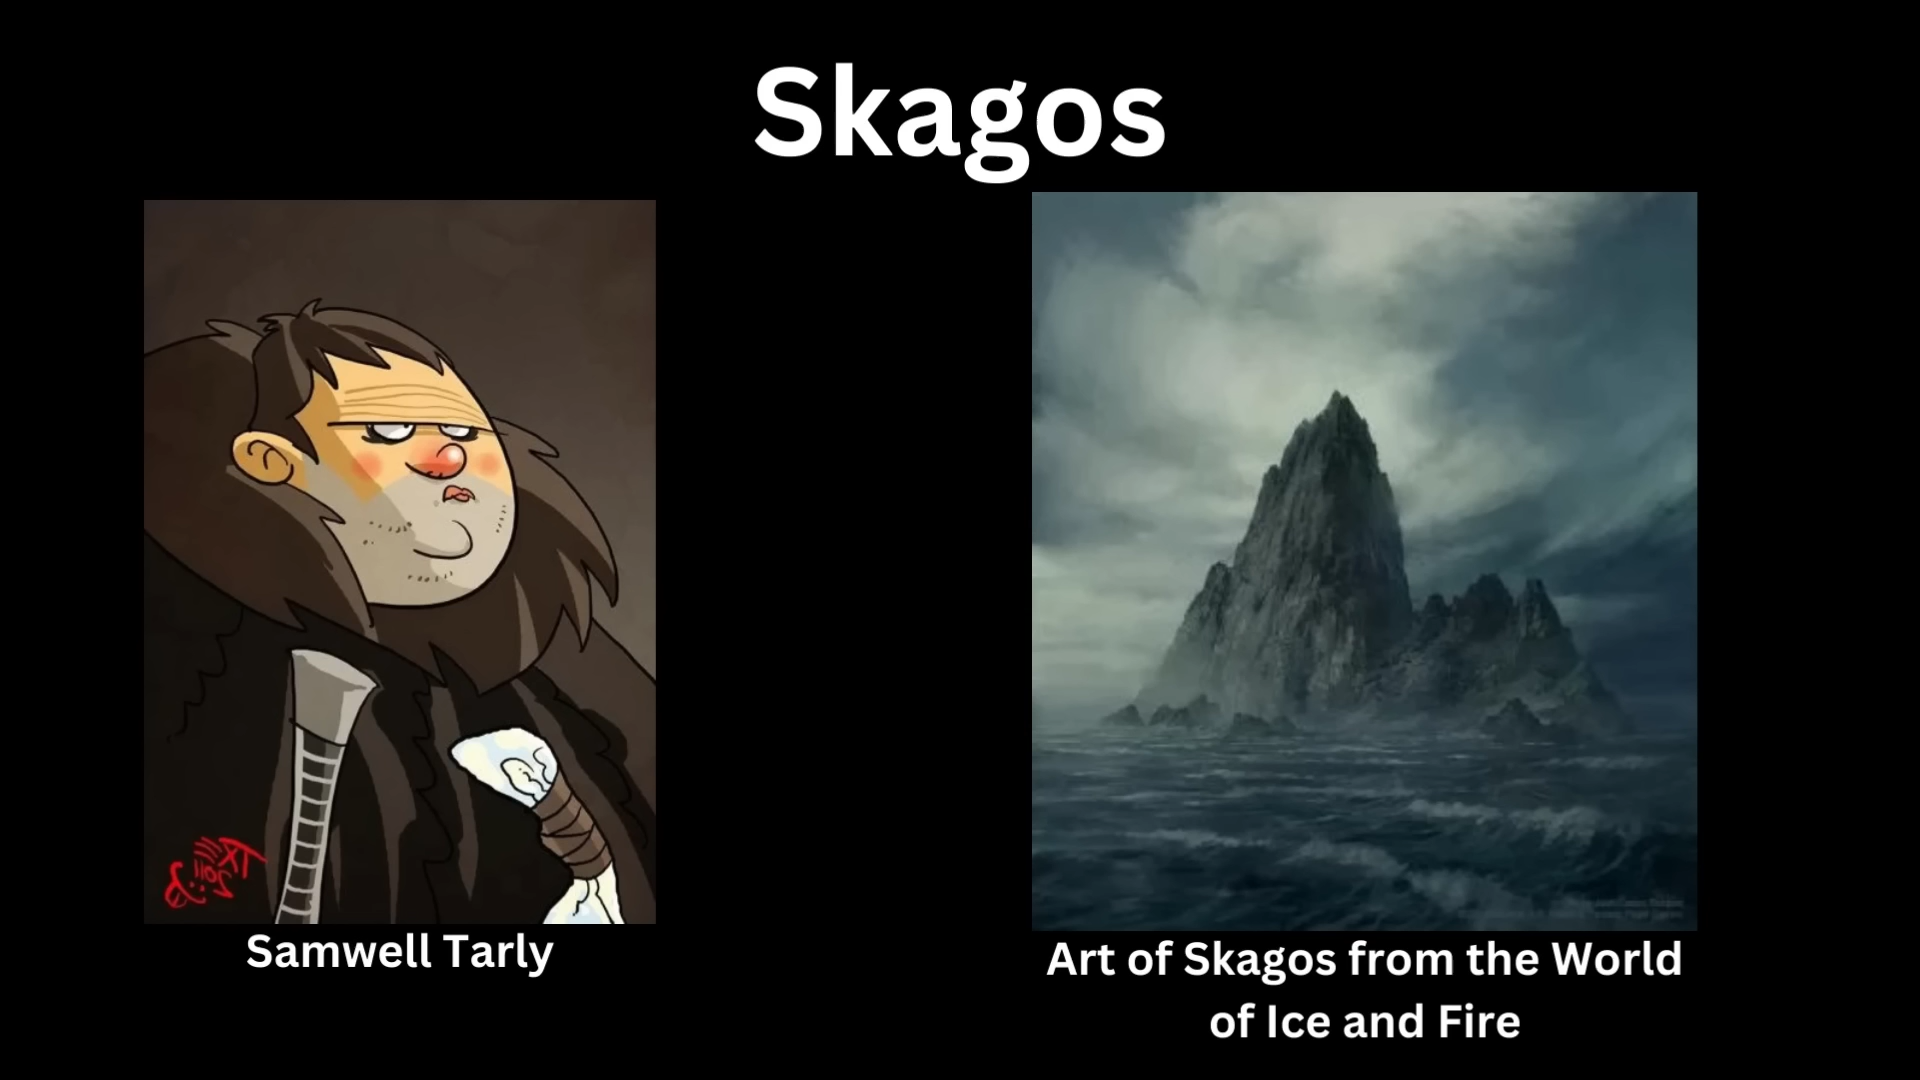 Skagos
Samwell Tarly
Art of Skagos from the World
of Ice and Fire